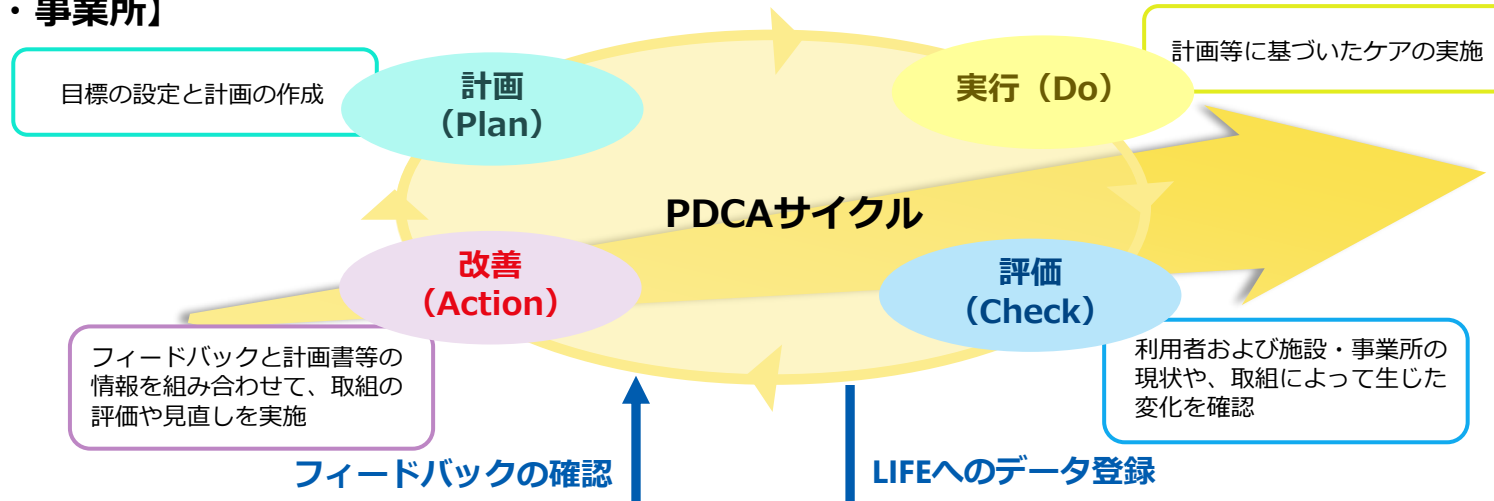 ・事業所】
目標の設定と計画の作成
計画
（Plan）
実行（Do）
計画等に基づいたケアの実施
PDCAサイクル
改善
（Action）
評価
（Check）
フィードバックと計画書等の
情報を組み合わせて、取組の
評価や見直しを実施
利用者および施設・事業所の
現状や、取組によって生じた
変化を確認
フィードバックの確認
LIFEへのデータ登録